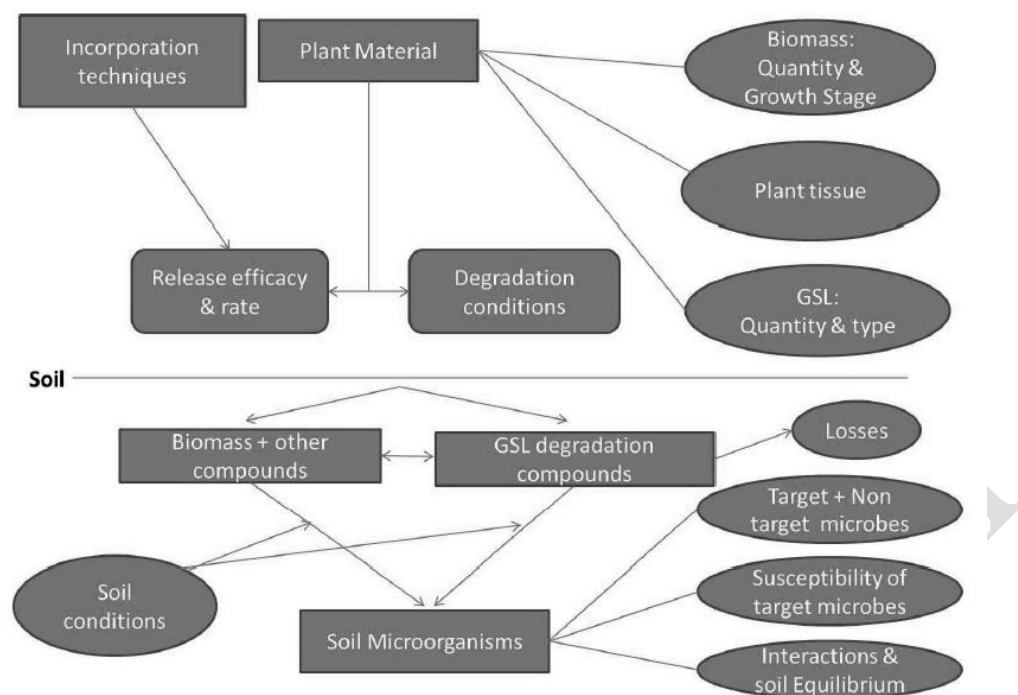 Incorporation
techniques
Plant Material
Biomass:
Quantity &
Growth Stage
Plant tissue
Release efficacy
& rate
Degradation
conditions
GSL:
Quantity & type
Soil
Biomass + other
compounds
GSL degradation
compounds
Losses
Target + Non
target microbes
Soil
conditions
Susceptibility of
target microbes
Soil Microorganisms
Interactions &
soil Equilibrium